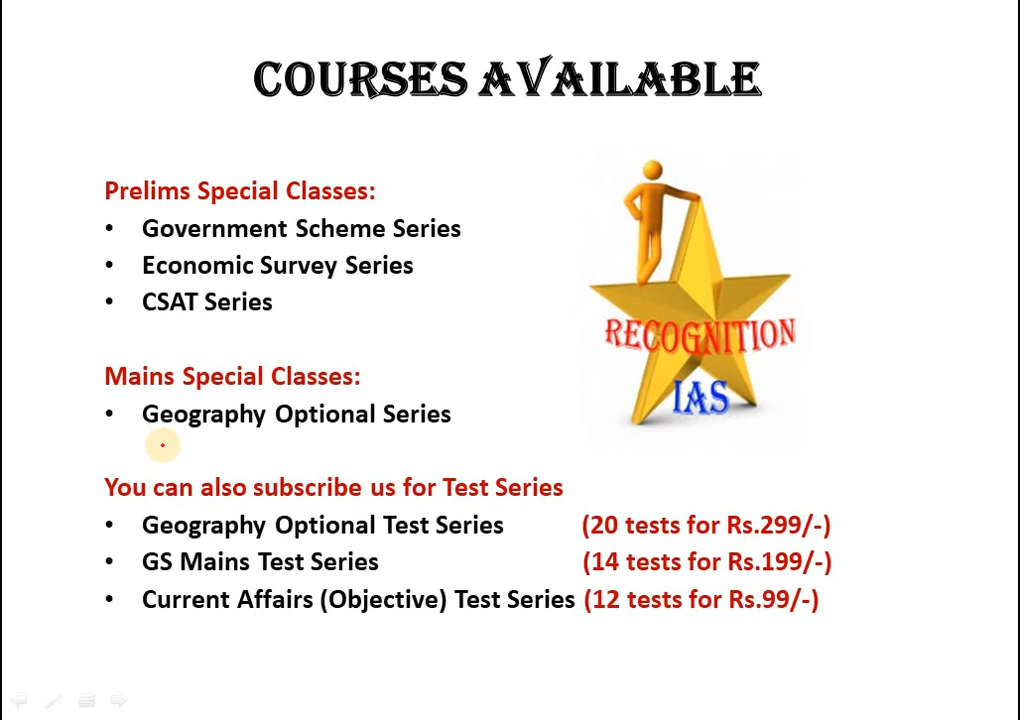 COURSES AVAILABLE
Prelims Special Classes:
• Government Scheme Series
• Economic Survey Series
• CSAT Series
RECOGNITION
IAS
Mains Special Classes:
• Geography Optional Series
You can also subscribe us for Test Series
• Geography Optional Test Series (20 tests for Rs.299/-)
• GS Mains Test Series (14 tests for Rs.199/-)
• Current Affairs (Objective) Test Series (12 tests for Rs.99/-)